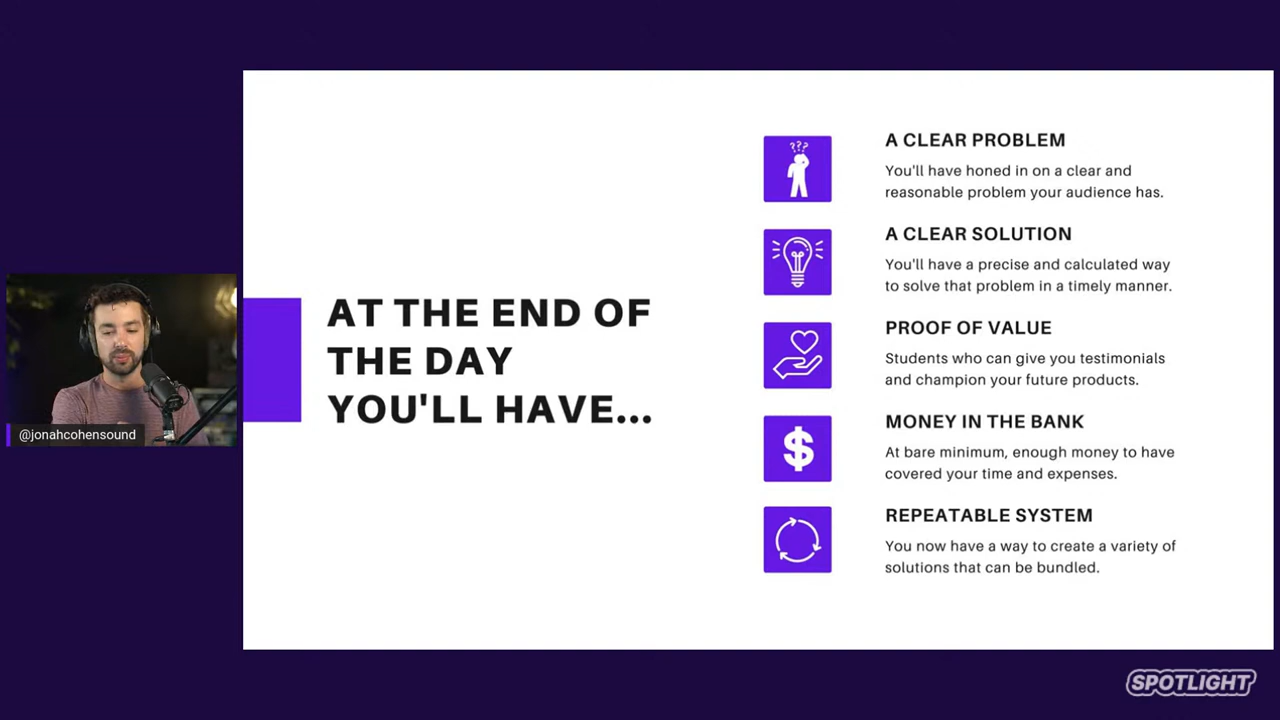 AT THE END OF
THE DAY
YOU'LL HAVE...
A CLEAR PROBLEM
You'll have honed in on a clear and
reasonable problem your audience has.
A CLEAR SOLUTION
You'll have a precise and calculated way
to solve that problem in a timely manner.
PROOF OF VALUE
Students who can give you testimonials
and champion your future products.
MONEY IN THE BANK
At bare minimum, enough money to have
covered your time and expenses.
REPEATABLE SYSTEM
You now have a way to create a variety of
solutions that can be bundled.
???
$
@jonahcohensound
SPOTLIGHT